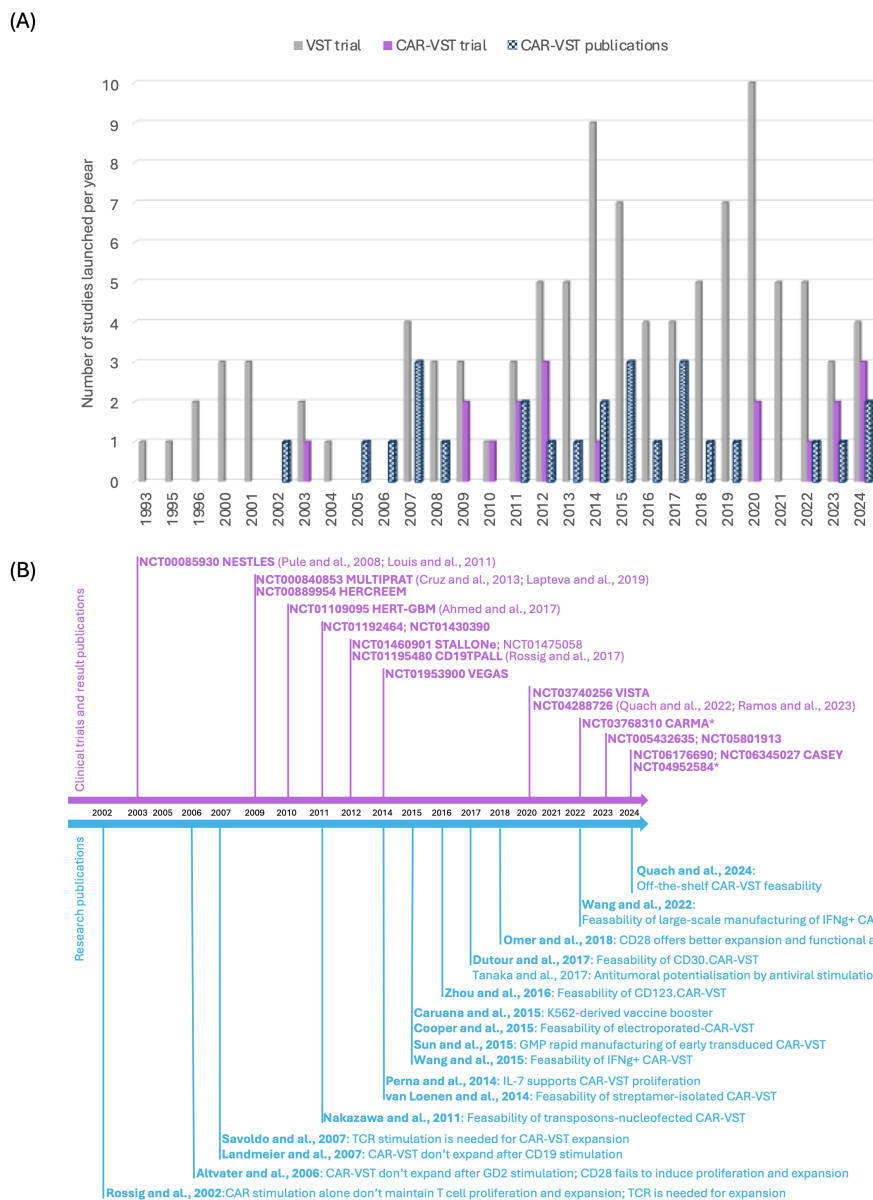 (A)
VST trial CAR-VST trial CAR-VST publications
Number of studies launched per year
10
9
8
7
6
5
4
3
2
1
0
1993 1995 1996 2000 2001 2002 2003 2004 2005 2006 2007 2008 2009 2010 2011 2012 2013 2014 2015 2016 2017 2018 2019 2020 2021 2022 2023 2024
(B)
Clinical trials and result publications
NCT00085930 NESTLES (Pule and al., 2008; Louis and al., 2011)
NCT000840853 MULTIPRAT (Cruz and al., 2013; Lapteva and al., 2019)
NCT00889954 HERCREEM
NCT01109095 HERT-GBM (Ahmed and al., 2017)
NCT01192464; NCT01430390
NCT01460901 STALLONe; NCT01475058
NCT01195480 CD19TPALL (Rossig and al., 2017)
NCT01953900 VEGAS
NCT03740256 VISTA
NCT04288726 (Quach and al., 2022; Ramos and al., 2023)
NCT03768310 CARMA*
NCT005432635; NCT05801913
NCT06176690; NCT06345027 CASEY
NCT04952584*
2002 2003 2005 2006 2007 2009 2010 2011 2012 2014 2015 2016 2017 2018 2020 2021 2022 2023 2024
Research publications
Quach and al., 2024:
Off-the-shelf CAR-VST feasability
Wang and al., 2022:
Feasability of large-scale manufacturing of IFNg+ CA
Omer and al., 2018: CD28 offers better expansion and functional a
Dutour and al., 2017: Feasability of CD30.CAR-VST
Tanaka and al., 2017: Antitumoral potentialisation by antiviral stimulatio
Zhou and al., 2016: Feasability of CD123.CAR-VST
Caruana and al., 2015: K562-derived vaccine booster
Cooper and al., 2015: Feasability of electroporated-CAR-VST
Sun and al., 2015: GMP rapid manufacturing of early transduced CAR-VST
Wang and al., 2015: Feasability of IFNg+ CAR-VST
Perna and al., 2014: IL-7 supports CAR-VST proliferation
van Loenen and al., 2014: Feasability of streptamer-isolated CAR-VST
Nakazawa and al., 2011: Feasability of transposons-nucleofected CAR-VST
Savoldo and al., 2007: TCR stimulation is needed for CAR-VST expansion
Landmeier and al., 2007: CAR-VST don't expand after CD19 stimulation
Altvater and al., 2006: CAR-VST don't expand after GD2 stimulation; CD28 fails to induce proliferation and expansion
Rossig and al., 2002:CAR stimulation alone don't maintain T cell proliferation and expansion; TCR is needed for expansion